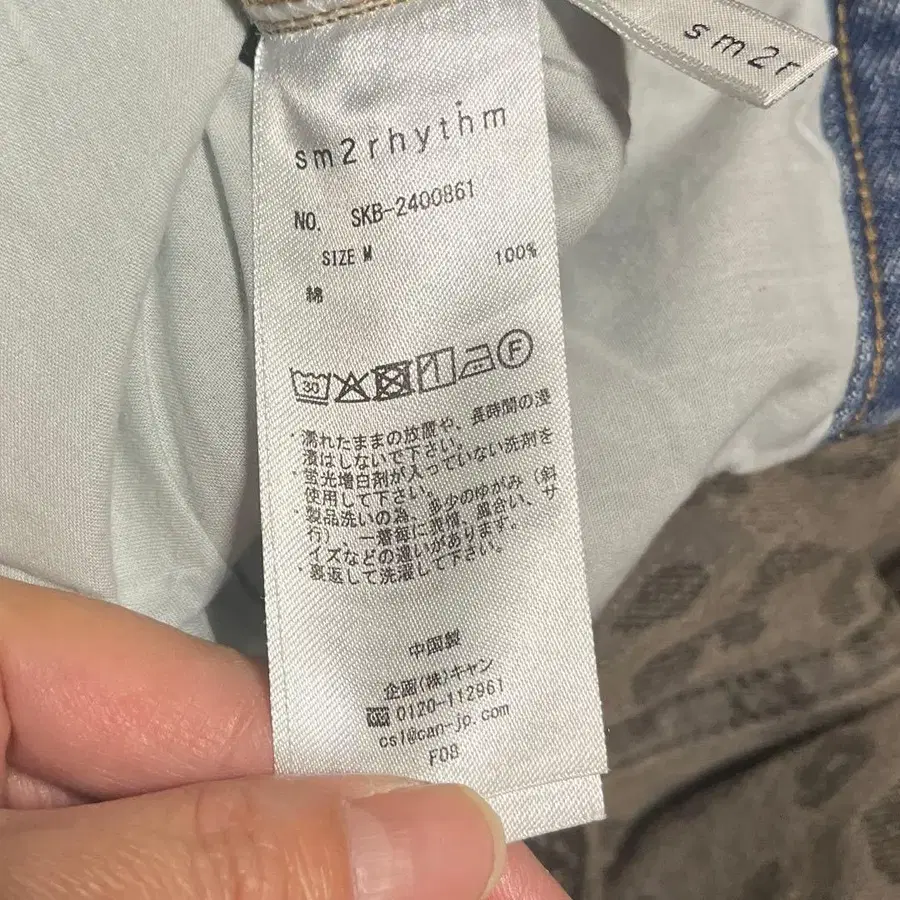 sm2r
sm2rhythm
NO. SKB-2400861
SIZE M
綿 100%
30
F
・濡れたままの放置や、長時間の浸
漬はしないで下さい。
・蛍光増白剤が入っていない洗剤を
使用して下さい。
・製品洗いの為、多少のゆがみ（斜
行）、一着毎に表情、風合い、サ
イズなどの違いがあります。
・裏返して洗濯して下さい。
中国製
企画(株)キャン
0120-112961
csl@can-jp.com
F08